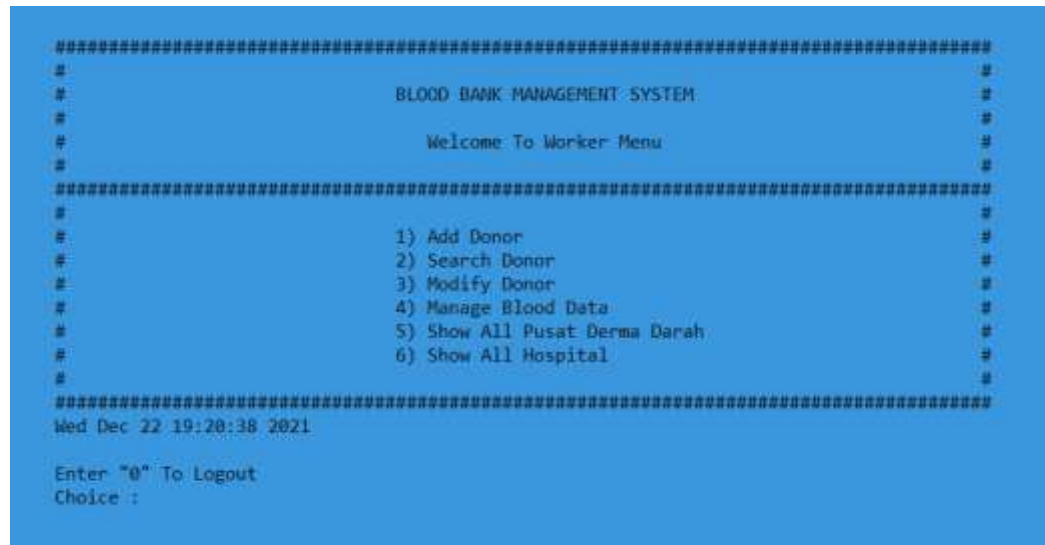 ########################################################################################
# #
# BLOOD BANK MANAGEMENT SYSTEM #
# #
# Welcome To Worker Menu #
# #
########################################################################################
# #
# 1) Add Donor #
# 2) Search Donor #
# 3) Modify Donor #
# 4) Manage Blood Data #
# 5) Show All Pusat Derma Darah #
# 6) Show All Hospital #
# #
########################################################################################
Wed Dec 22 19:20:38 2021
Enter "0" To Logout
Choice :